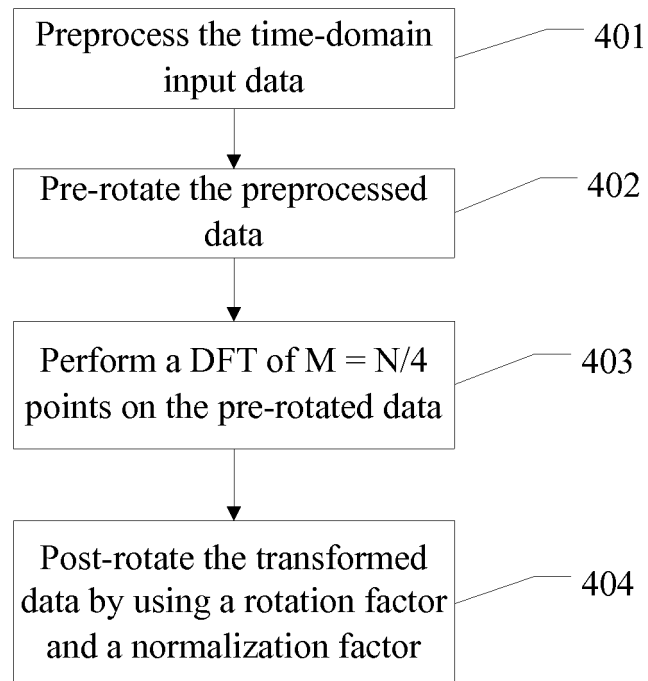 Preprocess the time-domain
input data
401
Pre-rotate the preprocessed
data
402
Perform a DFT of M = N/4
points on the pre-rotated data
403
Post-rotate the transformed
data by using a rotation factor
and a normalization factor
404